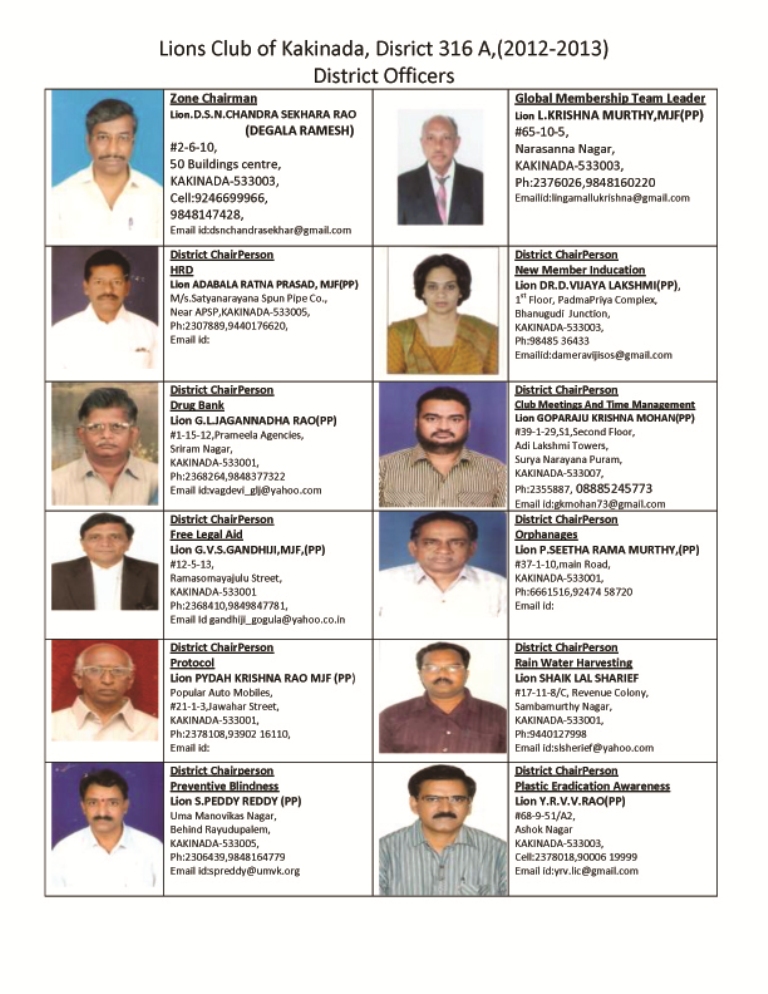 Lions Club of Kakinada, Disrict 316 A,(2012-2013)
District Officers
Zone Chairman
Lion.D.S.N.CHANDRA SEKHARA RAO
(DEGALA RAMESH)
#2-6-10,
50 Buildings centre,
KAKINADA-533003,
Cell:9246699966,
9848147428,
Email id:dsnchandrasekhar@gmail.com
Global Membership Team Leader
Lion L.KRISHNA MURTHY,MJF(PP)
#65-10-5,
Narasanna Nagar,
KAKINADA-533003,
Ph:2376026,9848160220
Emailid:lingamallukrishna@gmail.com
District ChairPerson
HRD
Lion ADABALA RATNA PRASAD, MJF(PP)
M/s.Satyanarayana Spun Pipe Co.,
Near APSP,KAKINADA-533005,
Ph:2307889,9440176620,
Email id:
District ChairPerson
New Member Inducation
Lion DR.D.VIJAYA LAKSHMI(PP),
1st Floor, PadmaPriya Complex,
Bhanugudi Junction,
KAKINADA-533003,
Ph:98485 36433
Emailid:dameravijisos@gmail.com
District ChairPerson
Drug Bank
Lion G.L.JAGANNADHA RAO(PP)
#1-15-12,Prameela Agencies,
Sriram Nagar,
KAKINADA-533001,
Ph:2368264,9848377322
Email id:vagdevi_glj@yahoo.com
District ChairPerson
Club Meetings And Time Management
Lion GOPARAJU KRISHNA MOHAN(PP)
#39-1-29,S1,Second Floor,
Adi Lakshmi Towers,
Surya Narayana Puram,
KAKINADA-533007,
Ph:2355887, 08885245773
Email id:gkmohan73@gmail.com
District ChairPerson
Free Legal Aid
Lion G.V.S.GANDHIJI,MJF,(PP)
#12-5-13,
Ramasomayajulu Street,
KAKINADA-533001
Ph:2368410,9849847781,
Email Id gandhiji_gogula@yahoo.co.in
District ChairPerson
Orphanages
Lion P.SEETHA RAMA MURTHY,(PP)
#37-1-10,main Road,
KAKINADA-533001,
Ph:6661516,92474 58720
Email id:
District ChairPerson
Protocol
Lion PYDAH KRISHNA RAO MJF (PP)
Popular Auto Mobiles,
#21-1-3,Jawahar Street,
KAKINADA-533001,
Ph:2378108,93902 16110,
Email id:
District ChairPerson
Rain Water Harvesting
Lion SHAIK LAL SHARIEF
#17-11-8/C, Revenue Colony,
Sambamurthy Nagar,
KAKINADA-533001,
Ph:9440127998
Email id:slsherief@yahoo.com
District Chairperson
Preventive Blindness
Lion S.PEDDY REDDY (PP)
Uma Manovikas Nagar,
Behind Rayudupalem,
KAKINADA-533005,
Ph:2306439,9848164779
Email id:spreddy@umvk.org
District ChairPerson
Plastic Eradication Awareness
Lion Y.R.V.V.RAO(PP)
#68-9-51/A2,
Ashok Nagar
KAKINADA-533003,
Cell:2378018,90006 19999
Email id:yrv.lic@gmail.com